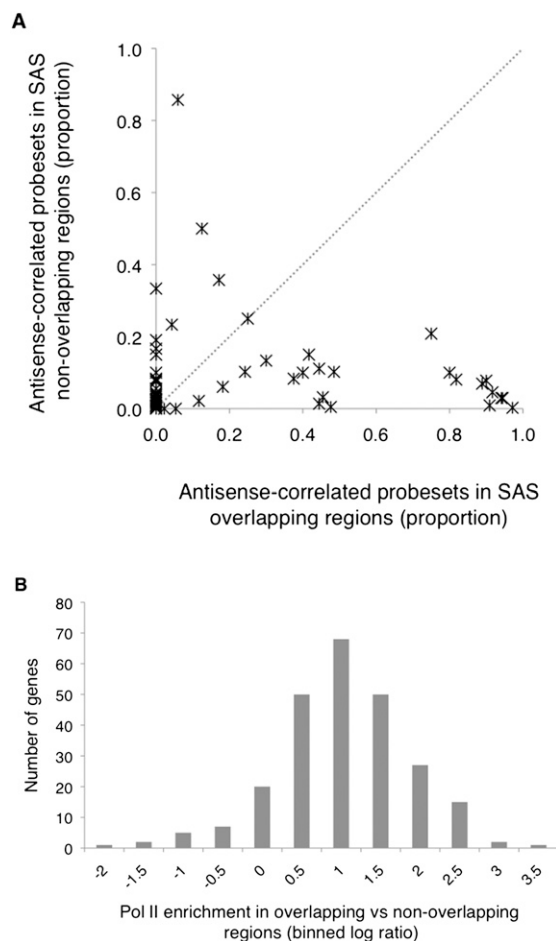 A
Antisense-correlated probesets in SAS
non-overlapping regions (proportion)
1.0
0.8
0.6
0.4
0.2
0.0
0.0 0.2 0.4 0.6 0.8 1.0
Antisense-correlated probesets in SAS
overlapping regions (proportion)
B
Number of genes
80
70
60
50
40
30
20
10
0
-2 -1.5 -1 -0.5 0 0.5 1 1.5 2 2.5 3 3.5
Pol II enrichment in overlapping vs non-overlapping
regions (binned log ratio)